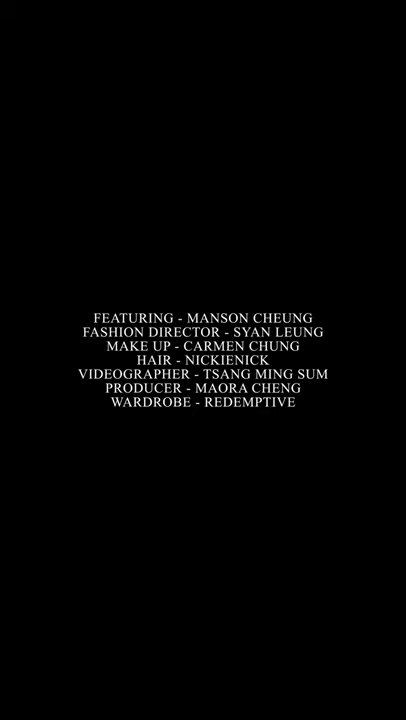 FEATURING - MANSON CHEUNG
FASHION DIRECTOR - SYAN LEUNG
MAKE UP - CARMEN CHUNG
HAIR - NICKIENICK
VIDEOGRAPHER - TSANG MING SUM
PRODUCER - MAORA CHENG
WARDROBE - REDEMPTIVE